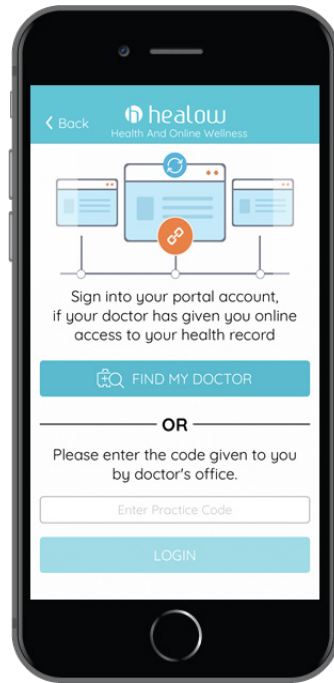 Back
healow
Health And Online Wellness
Sign into your portal account,
if your doctor has given you online
access to your health record
FIND MY DOCTOR
OR
Please enter the code given to you
by doctor's office.
Enter Practice Code
LOGIN